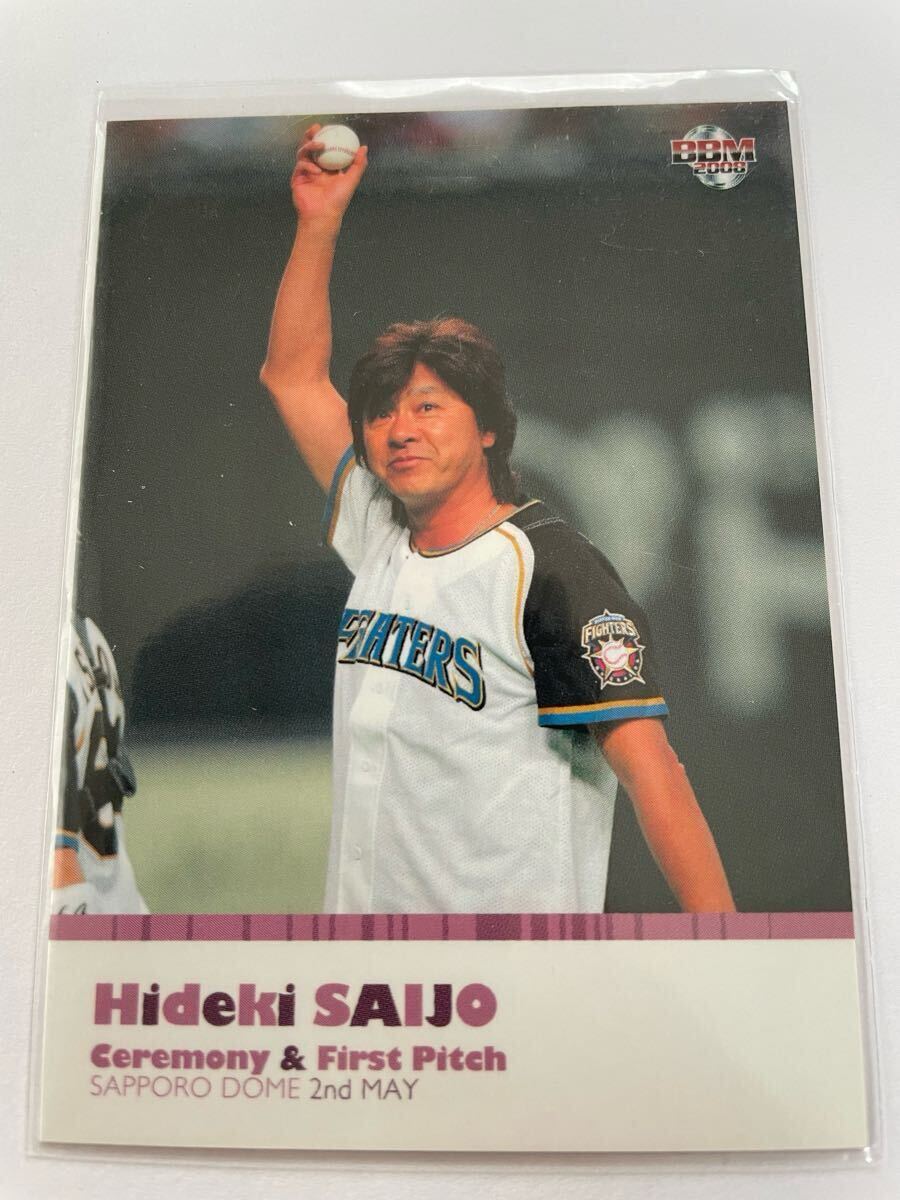 BBM
2008
FIGHTERS
FIGHTERS
Hideki SAIJO
Ceremony & First Pitch
SAPPORO DOME 2nd MAY